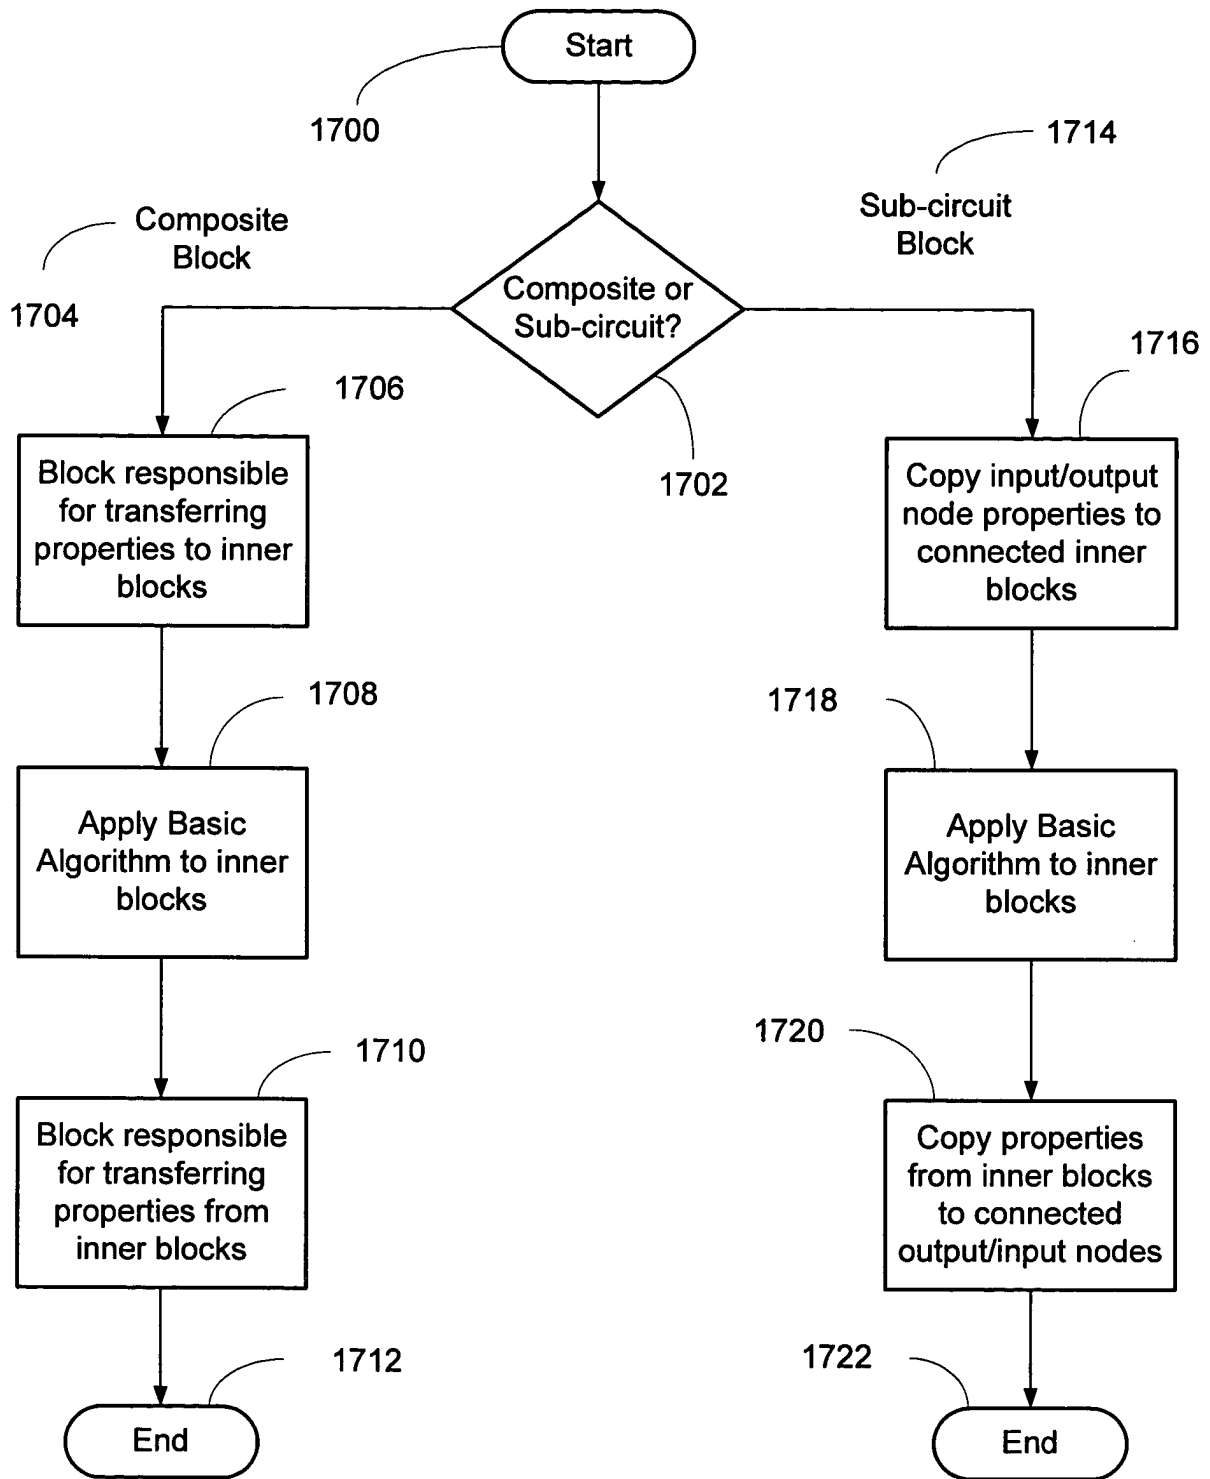 Start
1700
1714
Composite
Block
Sub-circuit
Block
1704
Composite or
Sub-circuit?
1716
1706
1702
Block responsible
for transferring
properties to inner
blocks
Copy input/output
node properties to
connected inner
blocks
1708
1718
Apply Basic
Algorithm to inner
blocks
Apply Basic
Algorithm to inner
blocks
1710
1720
Block responsible
for transferring
properties from
inner blocks
Copy properties
from inner blocks
to connected
output/input nodes
1712
1722
End
End